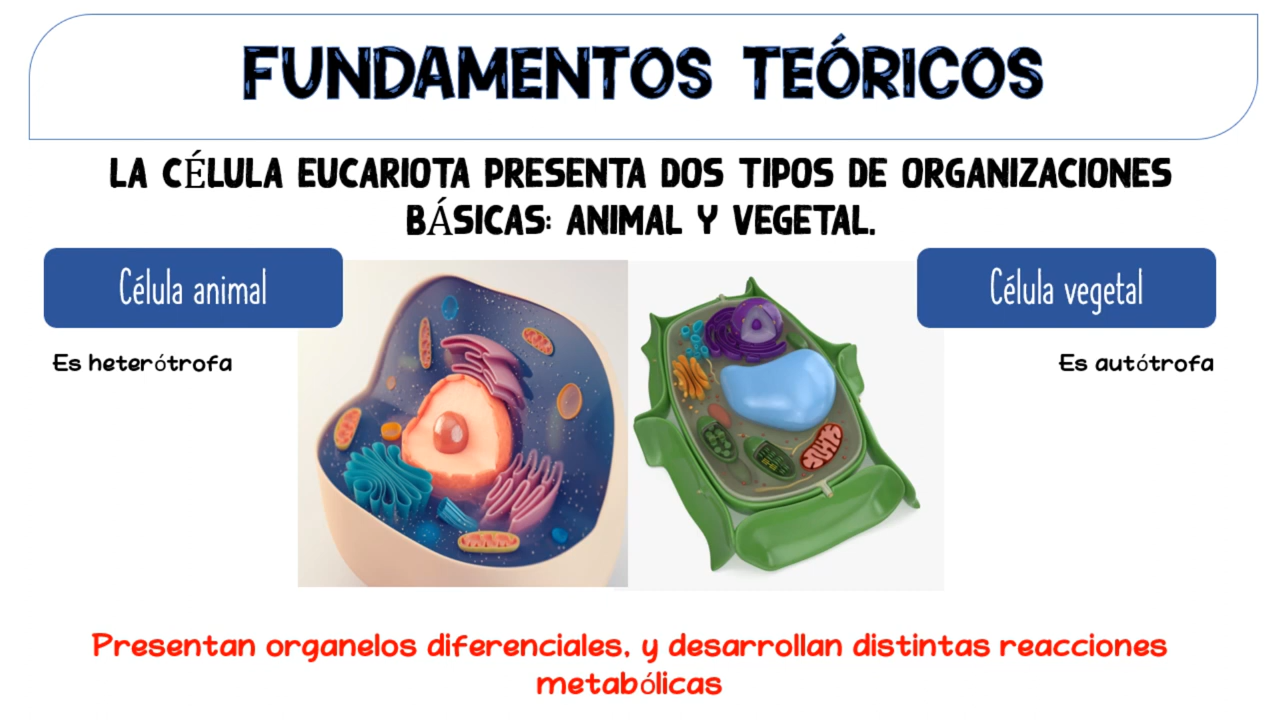 FUNDAMENTOS TEÓRICOS
LA CÉLULA EUCARIOTA PRESENTA DOS TIPOS DE ORGANIZACIONES
BÁSICAS: ANIMAL Y VEGETAL.
Célula animal
Célula vegetal
Es heterótrofa
Es autótrofa
Presentan organelos diferenciales, y desarrollan distintas reacciones
metabólicas